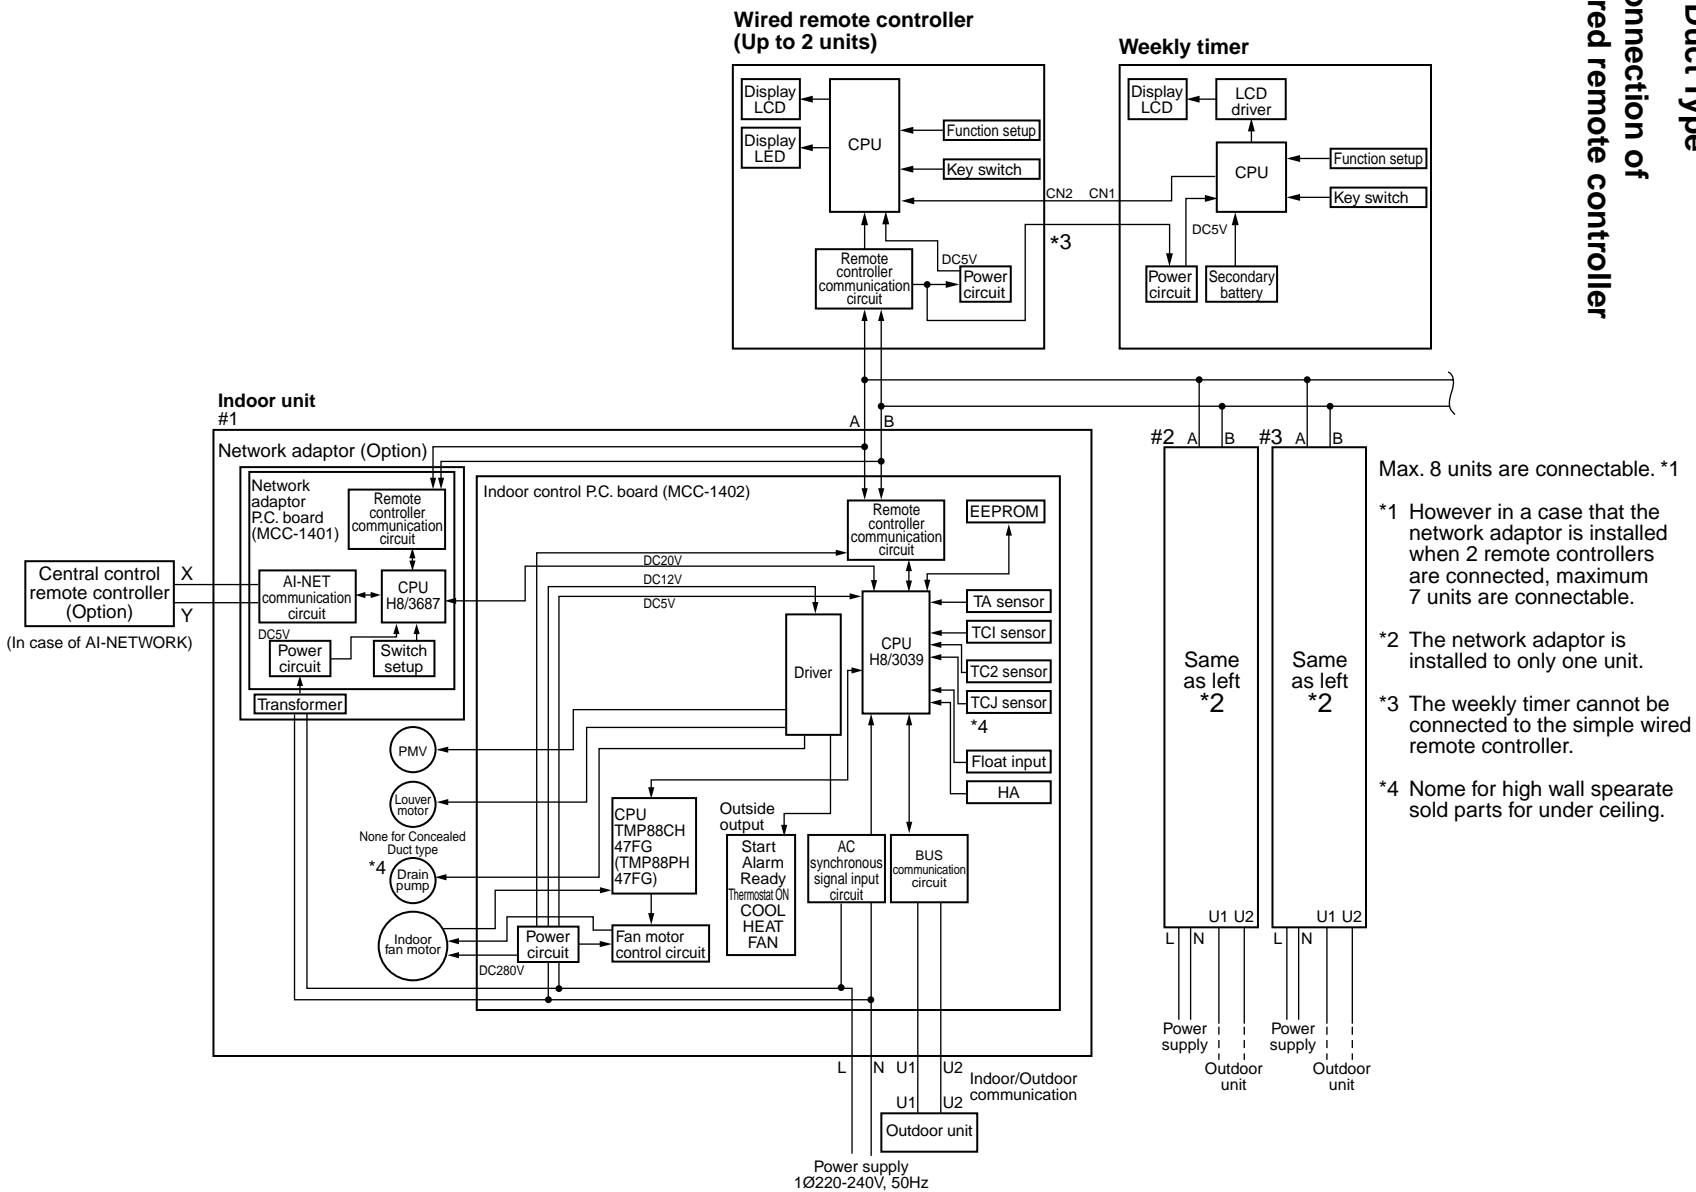 Duct Type
onnection of
red remote controller
Wired remote controller
(Up to 2 units)
Weekly timer
Display
LCD
Display
LED
CPU
Function setup
Key switch
CN2
CN1
*3
Remote
controller
communication
circuit
DC5V
Power
circuit
Display
LCD
LCD
driver
CPU
Function setup
Key switch
DC5V
Power
circuit
Secondary
battery
Indoor unit
#1
A
B
Network adaptor (Option)
Network
adaptor
P.C. board
(MCC-1401)
Remote
controller
communication
circuit
AI-NET
communication
circuit
CPU
H8/3687
DC5V
Power
circuit
Switch
setup
Transformer
Central control
remote controller
(Option)
X
Y
(In case of AI-NETWORK)
Indoor control P.C. board (MCC-1402)
Remote
controller
communication
circuit
EEPROM
DC20V
DC12V
DC5V
Driver
CPU
H8/3039
TA sensor
TCI sensor
TC2 sensor
TCJ sensor
*4
Float input
HA
PMV
Louver
motor
None for Concealed
Duct type
*4
Drain
pump
Indoor
fan motor
CPU
TMP88CH
47FG
(TMP88PH
47FG)
Outside
output
Start
Alarm
Ready
Thermostat ON
COOL
HEAT
FAN
AC
synchronous
signal input
circuit
BUS
communication
circuit
Power
circuit
Fan motor
control circuit
DC280V
L
N
U1
U2
Indoor/Outdoor
communication
U1
U2
Outdoor unit
Power supply
1Ø220-240V, 50Hz
#2
A
B
Same
as left
*2
U1 U2
L
N
Power
supply
Outdoor
unit
#3
A
B
Same
as left
*2
U1 U2
L
N
Power
supply
Outdoor
unit
Max. 8 units are connectable. *1
*1 However in a case that the
network adaptor is installed
when 2 remote controllers
are connected, maximum
7 units are connectable.
*2 The network adaptor is
installed to only one unit.
*3 The weekly timer cannot be
connected to the simple wired
remote controller.
*4 Nome for high wall spearate
sold parts for under ceiling.